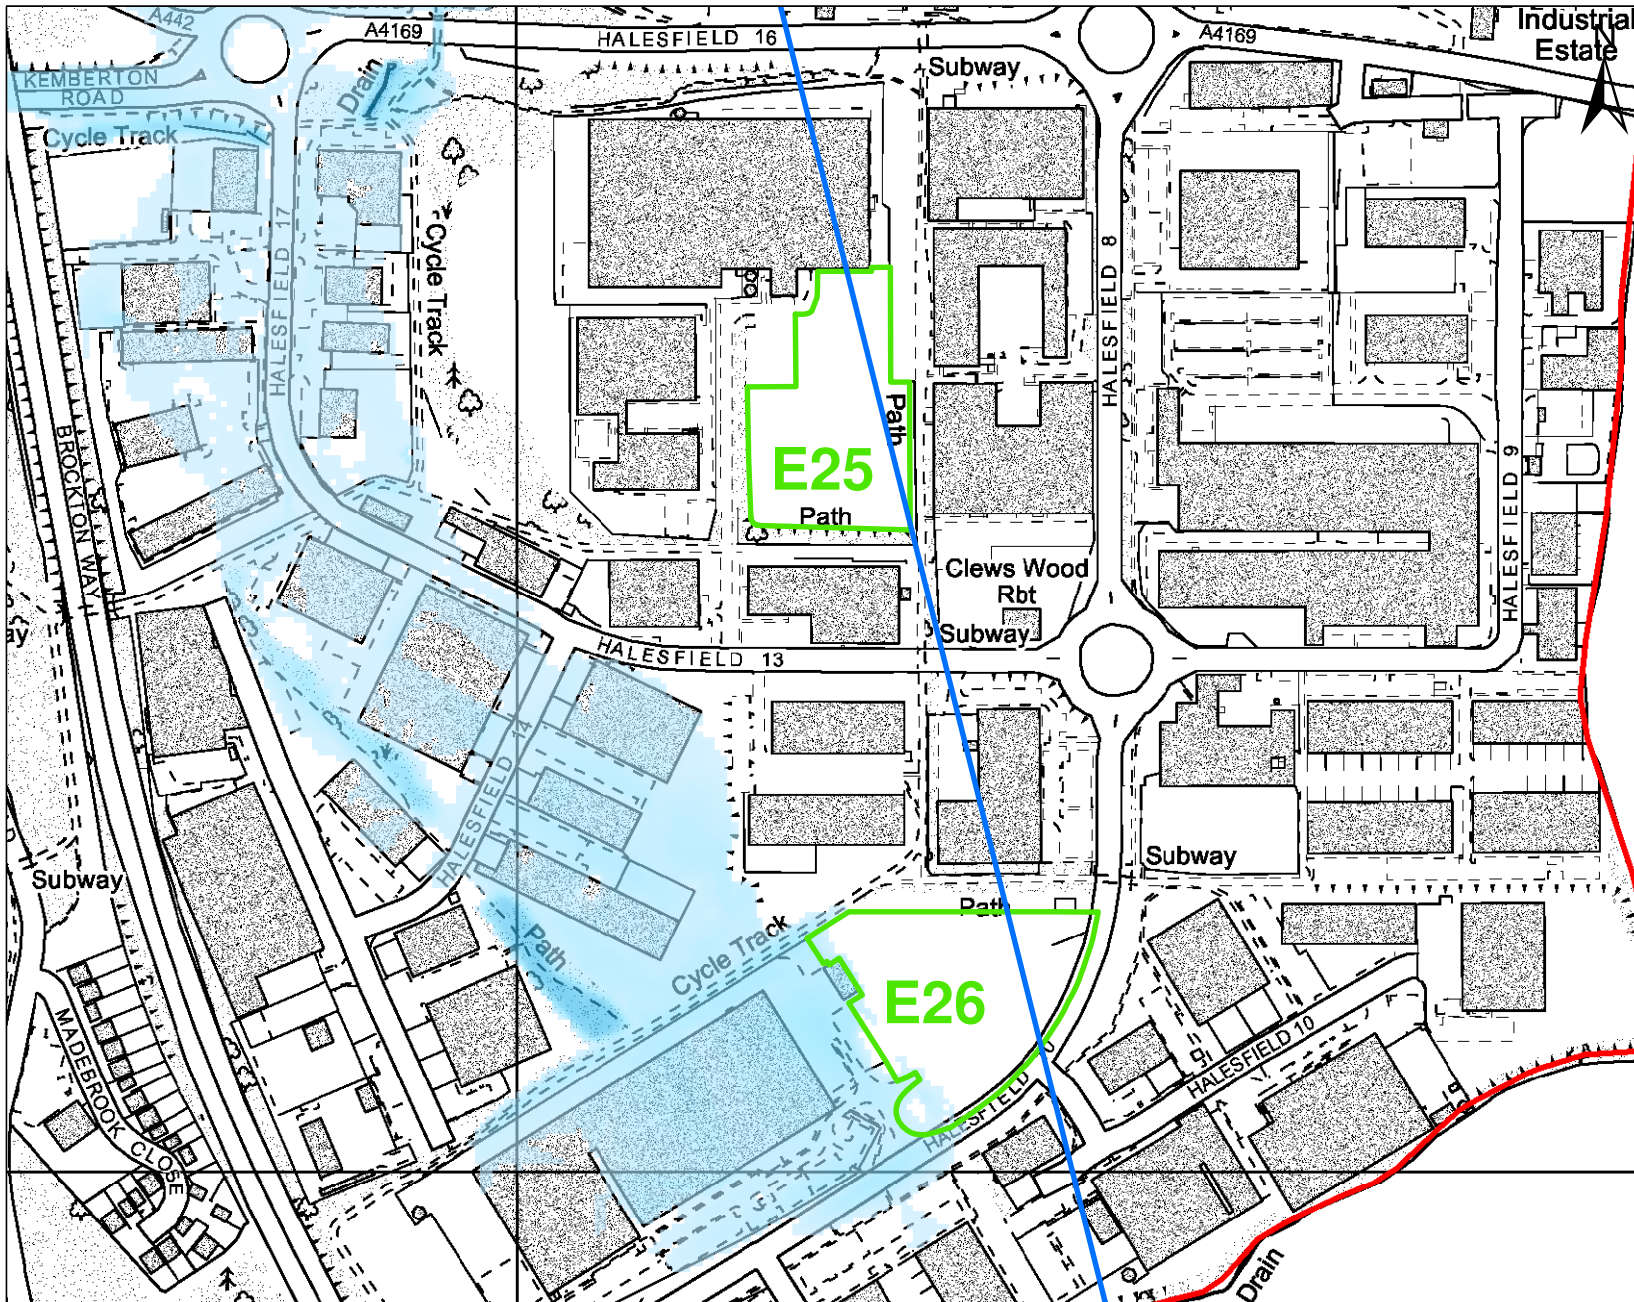 A442
A4169
HALESFIELD 16
A4169
Industrial
Estate
N
KEMBERTON
ROAD
Drain
Subway
Cycle Track
HALESFIELD 17
Cycle Track
HALESFIELD 8
Path
E25
Path
BROCKTON WAY
HALESFIELD 9
Clews Wood
Rbt
Subway
ay
HALESFIELD 13
HALESFIELD 14
Subway
Subway
Path
Cycle Track
Path
E26
MADEBROOK CLOSE
HALESFIELD 10
HALESFIELD
Drain